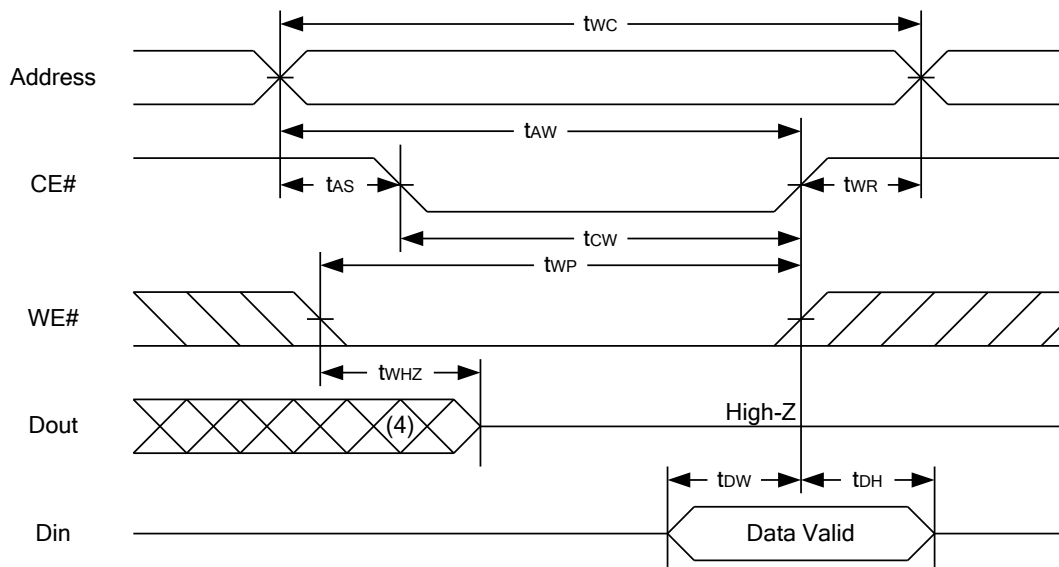 tWC
Address
tAW
CE#
tAS
tWR
tCW
tWP
WE#
tWHZ
Dout
(4)
High-Z
tDW
tDH
Din
Data Valid